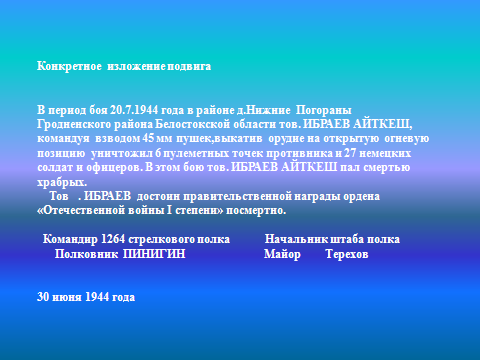 Конкретное изложение подвига
В период боя 20.7.1944 года в районе д.Нижние Погораны
Гродненского района Белостокской области тов. ИБРАЕВ АЙТКЕШ,
командуя взводом 45 мм пушек,выкатив орудие на открытую огневую
позицию уничтожил 6 пулеметных точек противника и 27 немецких
солдат и офицеров. В этом бою тов. ИБРАЕВ АЙТКЕШ пал смертью
храбрых.
Тов . ИБРАЕВ достоин правительственной награды ордена
«Отечественной войны I степени» посмертно.
Командир 1264 стрелкового полка Начальник штаба полка
Полковник ПИНИГИН Майор Терехов
30 июня 1944 года